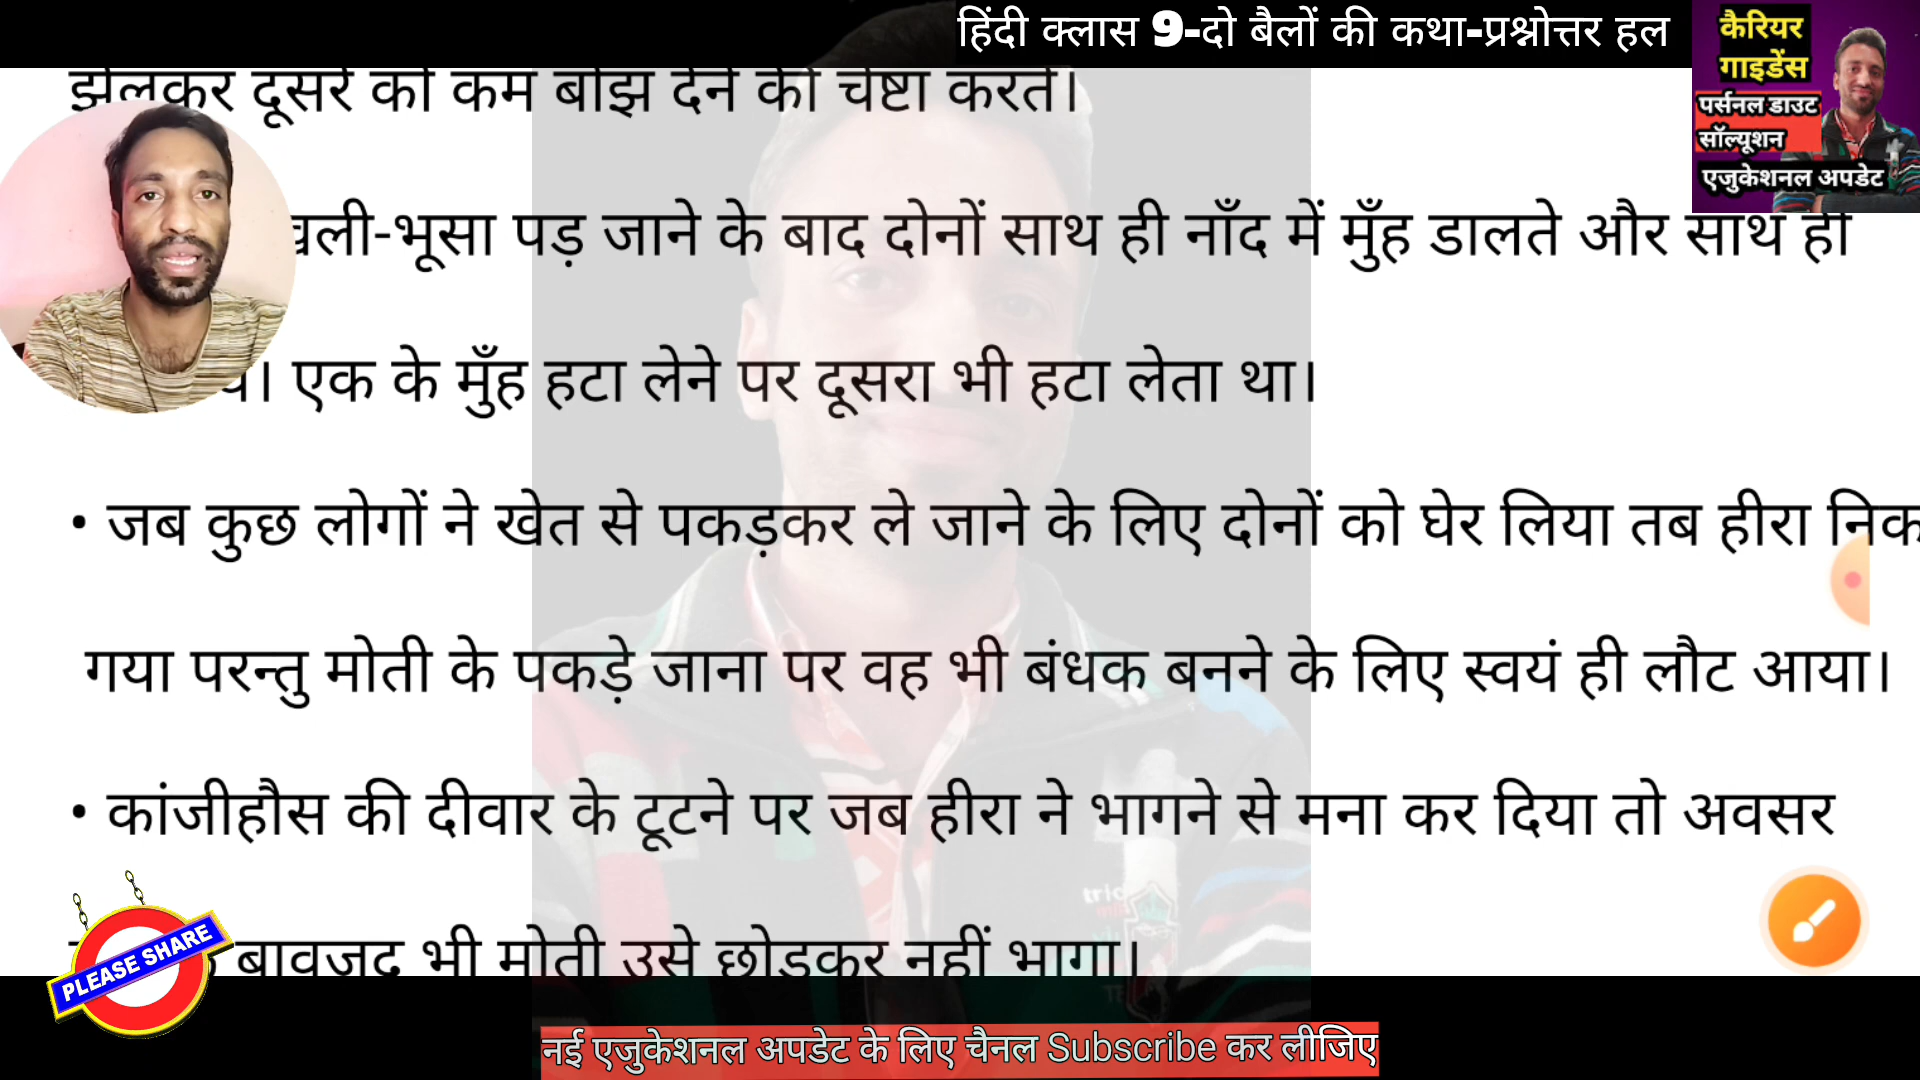 हिंदी क्लास 9-दो बैलों की कथा-प्रश्नोत्तर हल
कैरियर
गाइडेंस
पर्सनल डाउट
सॉल्यूशन
एजुकेशनल अपडेट
झेलकर दूसरे को कम बोझ देने की चेष्टा करते।
खली-भूसा पड़ जाने के बाद दोनों साथ ही नाँद में मुँह डालते और साथ ही
एक के मुँह हटा लेने पर दूसरा भी हटा लेता था।
• जब कुछ लोगों ने खेत से पकड़कर ले जाने के लिए दोनों को घेर लिया तब हीरा निक
गया परन्तु मोती के पकड़े जाना पर वह भी बंधक बनने के लिए स्वयं ही लौट आया।
• कांजीहौस की दीवार के टूटने पर जब हीरा ने भागने से मना कर दिया तो अवसर
बावजूद भी मोती उसे छोड़कर नहीं भागा।
PLEASE SHARE
नई एजुकेशनल अपडेट के लिए चैनल Subscribe कर लीजिए